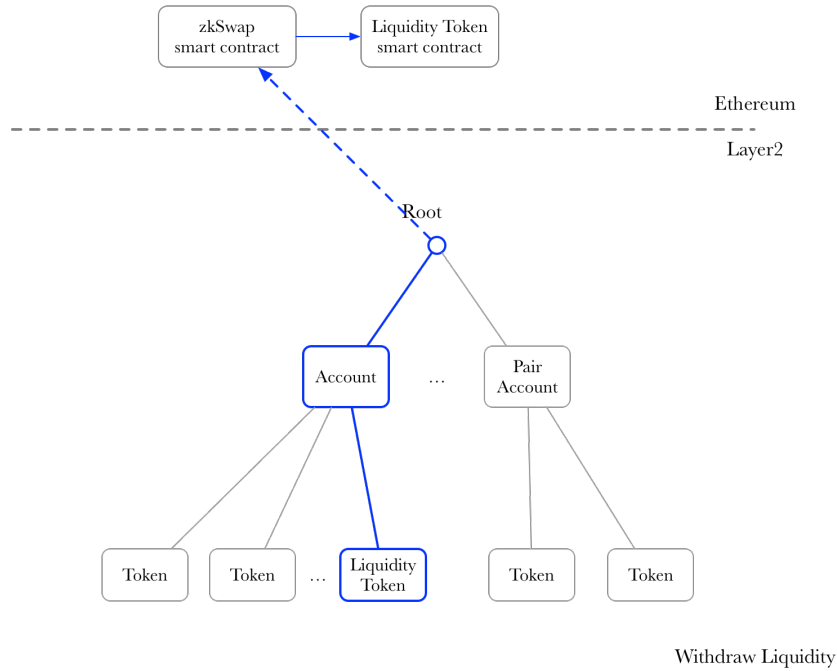 zkSwap
smart contract
Liquidity Token
smart contract
Ethereum
Layer2
Root
Account
...
Pair
Account
Token
Token
...
Liquidity
Token
Token
Token
Withdraw Liquidity